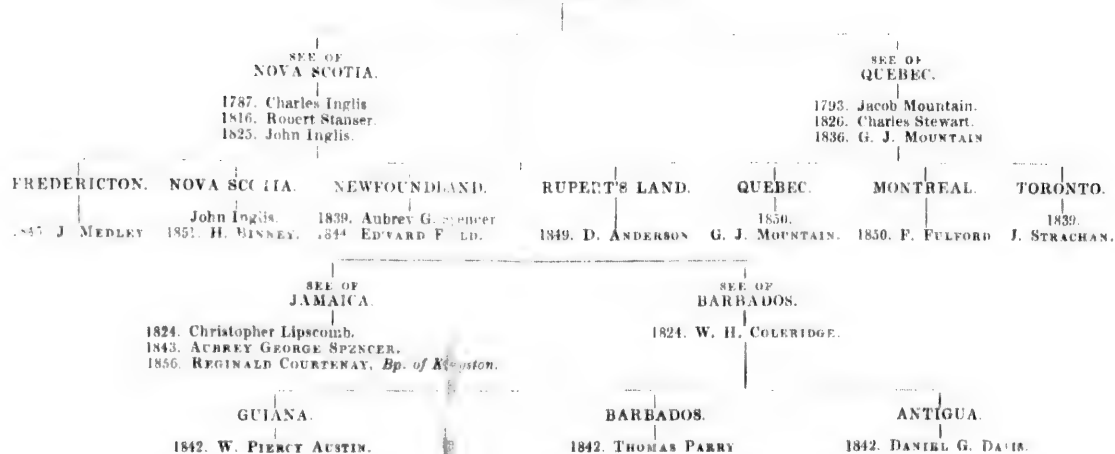 SEE OF
NOVA SCOTIA.
1787. Charles Inglis
1816. Robert Stanser.
1825. John Inglis.
SEE OF
QUEBEC.
1793. Jacob Mountain.
1826. Charles Stewart.
1836. G. J. MOUNTAIN
FREDERICTON. NOVA SCOTIA. NEWFOUNDLAND. RUPERT'S LAND. QUEBEC. MONTREAL. TORONTO.
John Inglis. 1839. Aubrey G. Spencer 1850. 1839.
J. MEDLEY 1851. H. BINNEY. 1844 EDWARD FIELD. 1849. D. ANDERSON G. J. MOUNTAIN. 1850. F. FULFORD J. STRACHAN.
SEE OF
JAMAICA.
1824. Christopher Lipscomb.
1843. AUBREY GEORGE SPENCER.
1856. REGINALD COURTENAY, Bp. of Kingston.
SEE OF
BARBADOS.
1824. W. H. COLERIDGE.
GUIANA. BARBADOS. ANTIGUA.
1842. W. PIERCY AUSTIN. 1842. THOMAS PARRY 1842. DANIEL G. DAVIS.